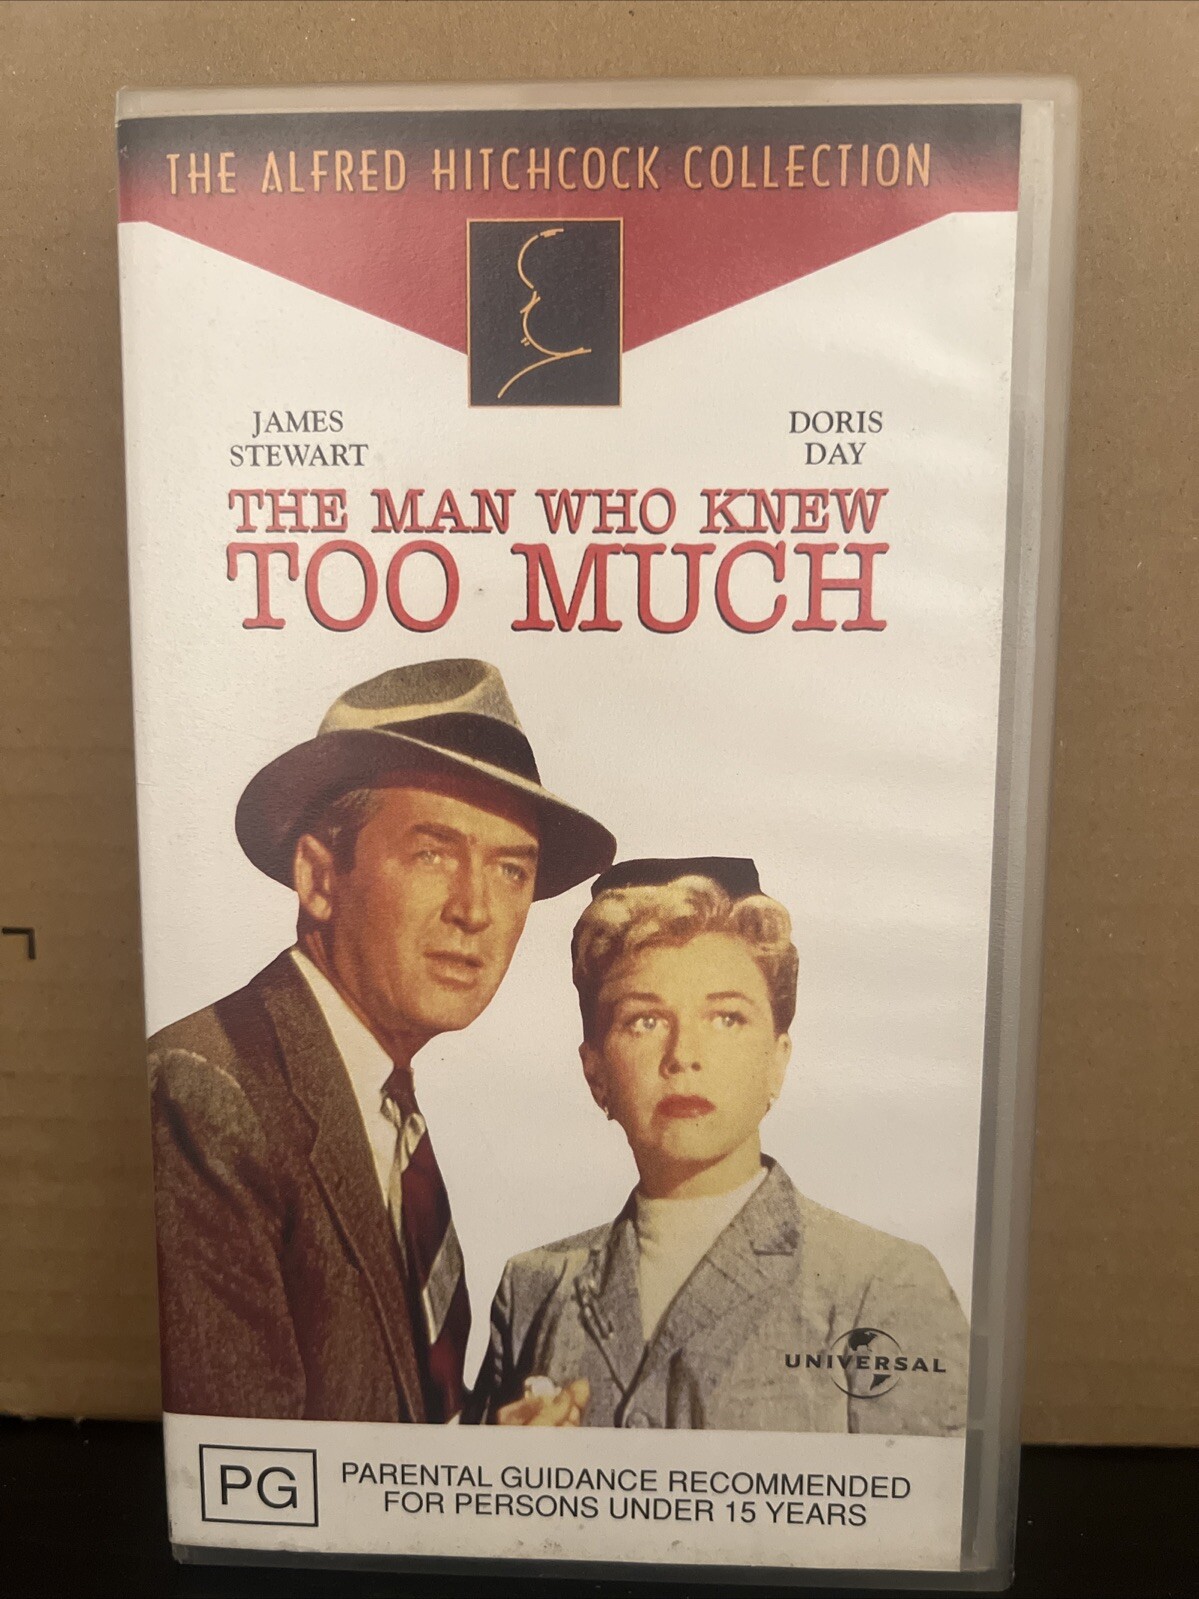 THE ALFRED HITCHCOCK COLLECTION
JAMES
STEWART
DORIS
DAY
THE MAN WHO KNEW
TOO MUCH
UNIVERSAL
PG
PARENTAL GUIDANCE RECOMMENDED
FOR PERSONS UNDER 15 YEARS